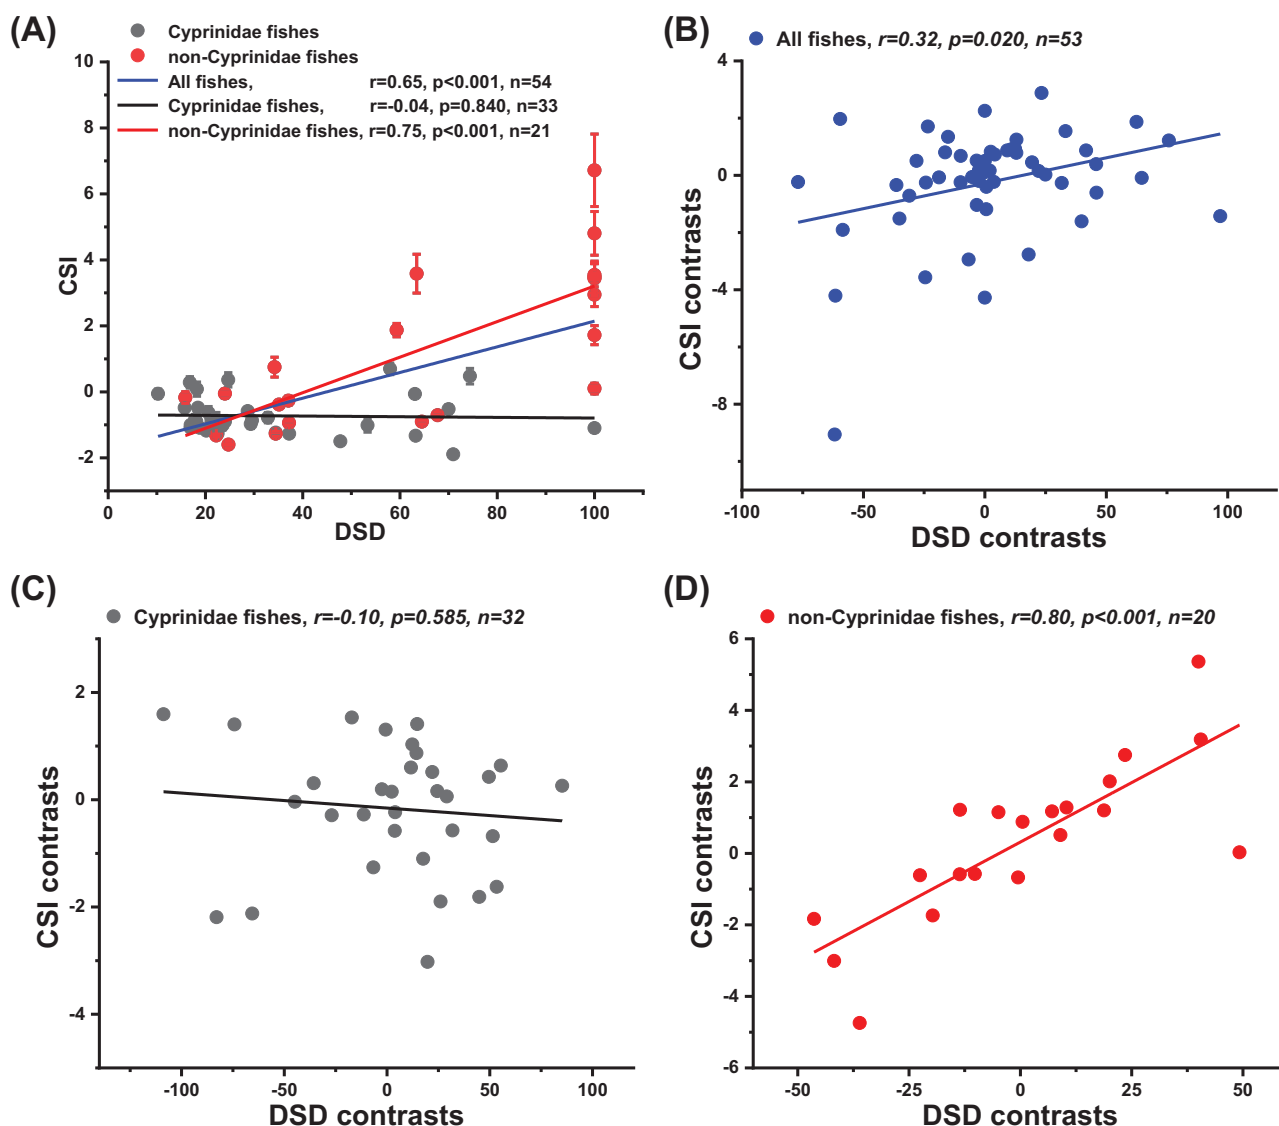 (A)
Cyprinidae fishes
non-Cyprinidae fishes
All fishes, r=0.65, p<0.001, n=54
Cyprinidae fishes, r=-0.04, p=0.840, n=33
non-Cyprinidae fishes, r=0.75, p<0.001, n=21
10
8
6
4
2
0
-2
CSI
0 20 40 60 80 100
DSD
(B)
All fishes, r=0.32, p=0.020, n=53
4
0
-4
-8
CSI contrasts
-100 -50 0 50 100
DSD contrasts
(C)
Cyprinidae fishes, r=-0.10, p=0.585, n=32
2
0
-2
-4
CSI contrasts
-100 -50 0 50 100
DSD contrasts
(D)
non-Cyprinidae fishes, r=0.80, p<0.001, n=20
6
4
2
0
-2
-4
-6
CSI contrasts
-50 -25 0 25 50
DSD contrasts